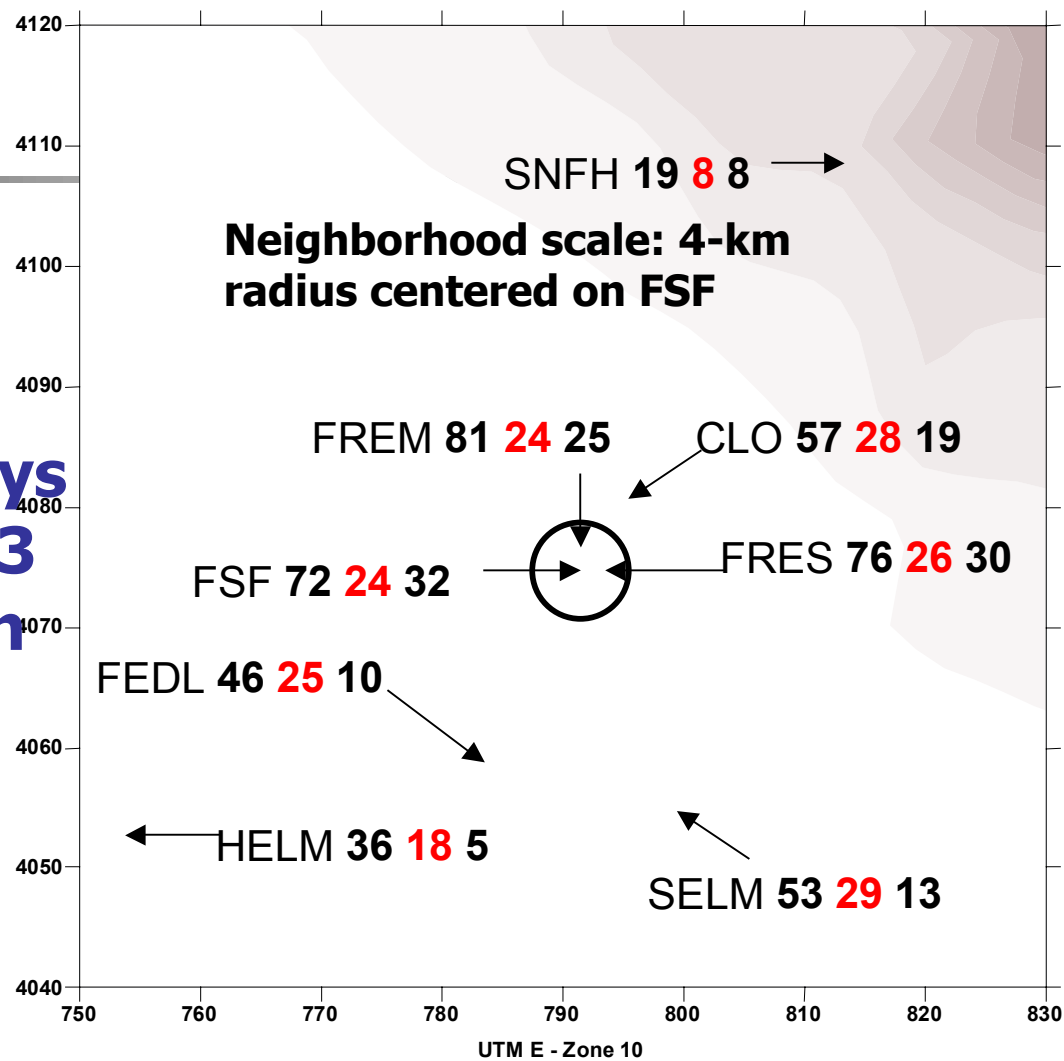 4120
4110
SNFH 19 8 8
Neighborhood scale: 4-km
radius centered on FSF
4100
4090
FREM 81 24 25
CLO 57 28 19
ys
4080
3
FRES 76 26 30
FSF 72 24 32
n
4070
FEDL 46 25 10
4060
HELM 36 18 5
4050
SELM 53 29 13
4040
750 760 770 780 790 800 810 820 830
UTM E - Zone 10